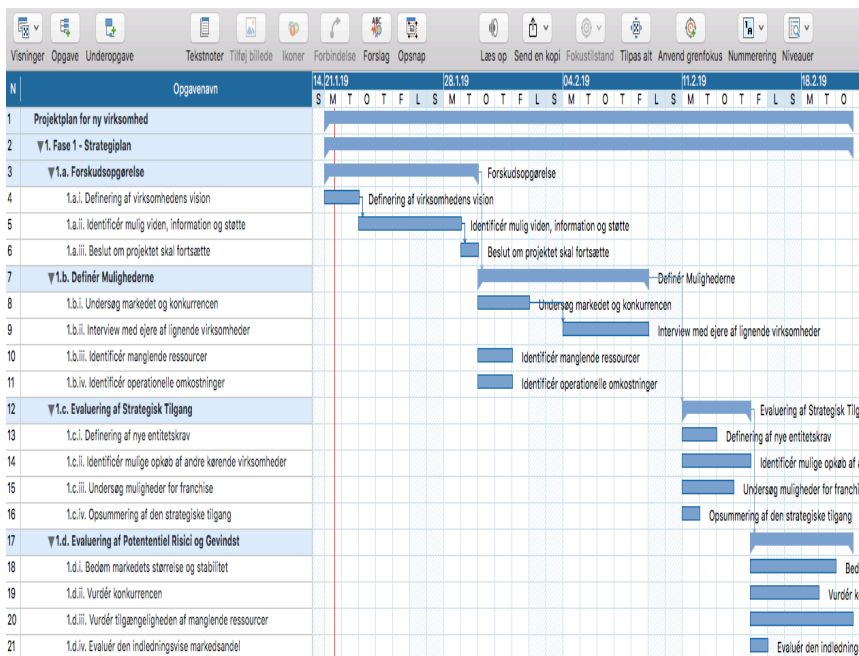 Visninger Opgave Underopgave Tekstnoter Tilføj billede Ikoner Forbindelse Forslag Opsnap Læs op Send en kopi Fokustilstand Tilpas alt Anvend grenfokus Nummerering Niveauer
N Opgavenavn 14. 21.1.19 28.1.19 04.2.19 11.2.19 18.2.19
S M T O T F L S M T O T F L S M T O T F L S M T O T F L S M T O
1 Projektplan for ny virksomhed
2 ▼1. Fase 1 - Strategiplan
3 ▼1.a. Forskudsopgørelse Forskudsopgørelse
4 1.a.i. Definering af virksomhedens vision Definering af virksomhedens vision
5 1.a.ii. Identificér mulig viden, information og støtte Identificér mulig viden, information og støtte
6 1.a.iii. Beslut om projektet skal fortsætte Beslut om projektet skal fortsætte
7 ▼1.b. Definér Mulighederne Definér Mulighederne
8 1.b.i. Undersøg markedet og konkurrencen Undersøg markedet og konkurrencen
9 1.b.ii. Interview med ejere af lignende virksomheder Interview med ejere af lignende virksomheder
10 1.b.iii. Identificér manglende ressourcer Identificér manglende ressourcer
11 1.b.iv. Identificér operationelle omkostninger Identificér operationelle omkostninger
12 ▼1.c. Evaluering af Strategisk Tilgang Evaluering af Strategisk Tilg
13 1.c.i. Definering af nye entitetskrav Definering af nye entitetskrav
14 1.c.ii. Identificér mulige opkøb af andre kørende virksomheder Identificér mulige opkøb af
15 1.c.iii. Undersøg muligheder for franchise Undersøg muligheder for franchi
16 1.c.iv. Opsummering af den strategiske tilgang Opsummering af den strategiske tilgang
17 ▼1.d. Evaluering af Potententiel Risici og Gevindst
18 1.d.i. Bedøm markedets størrelse og stabilitet Bed
19 1.d.ii. Vurdér konkurrencen Vurdér k
20 1.d.iii. Vurdér tilgængeligheden af manglende ressourcer
21 1.d.iv. Evaluér den indledningsvise markedsandel Evaluér den indledning